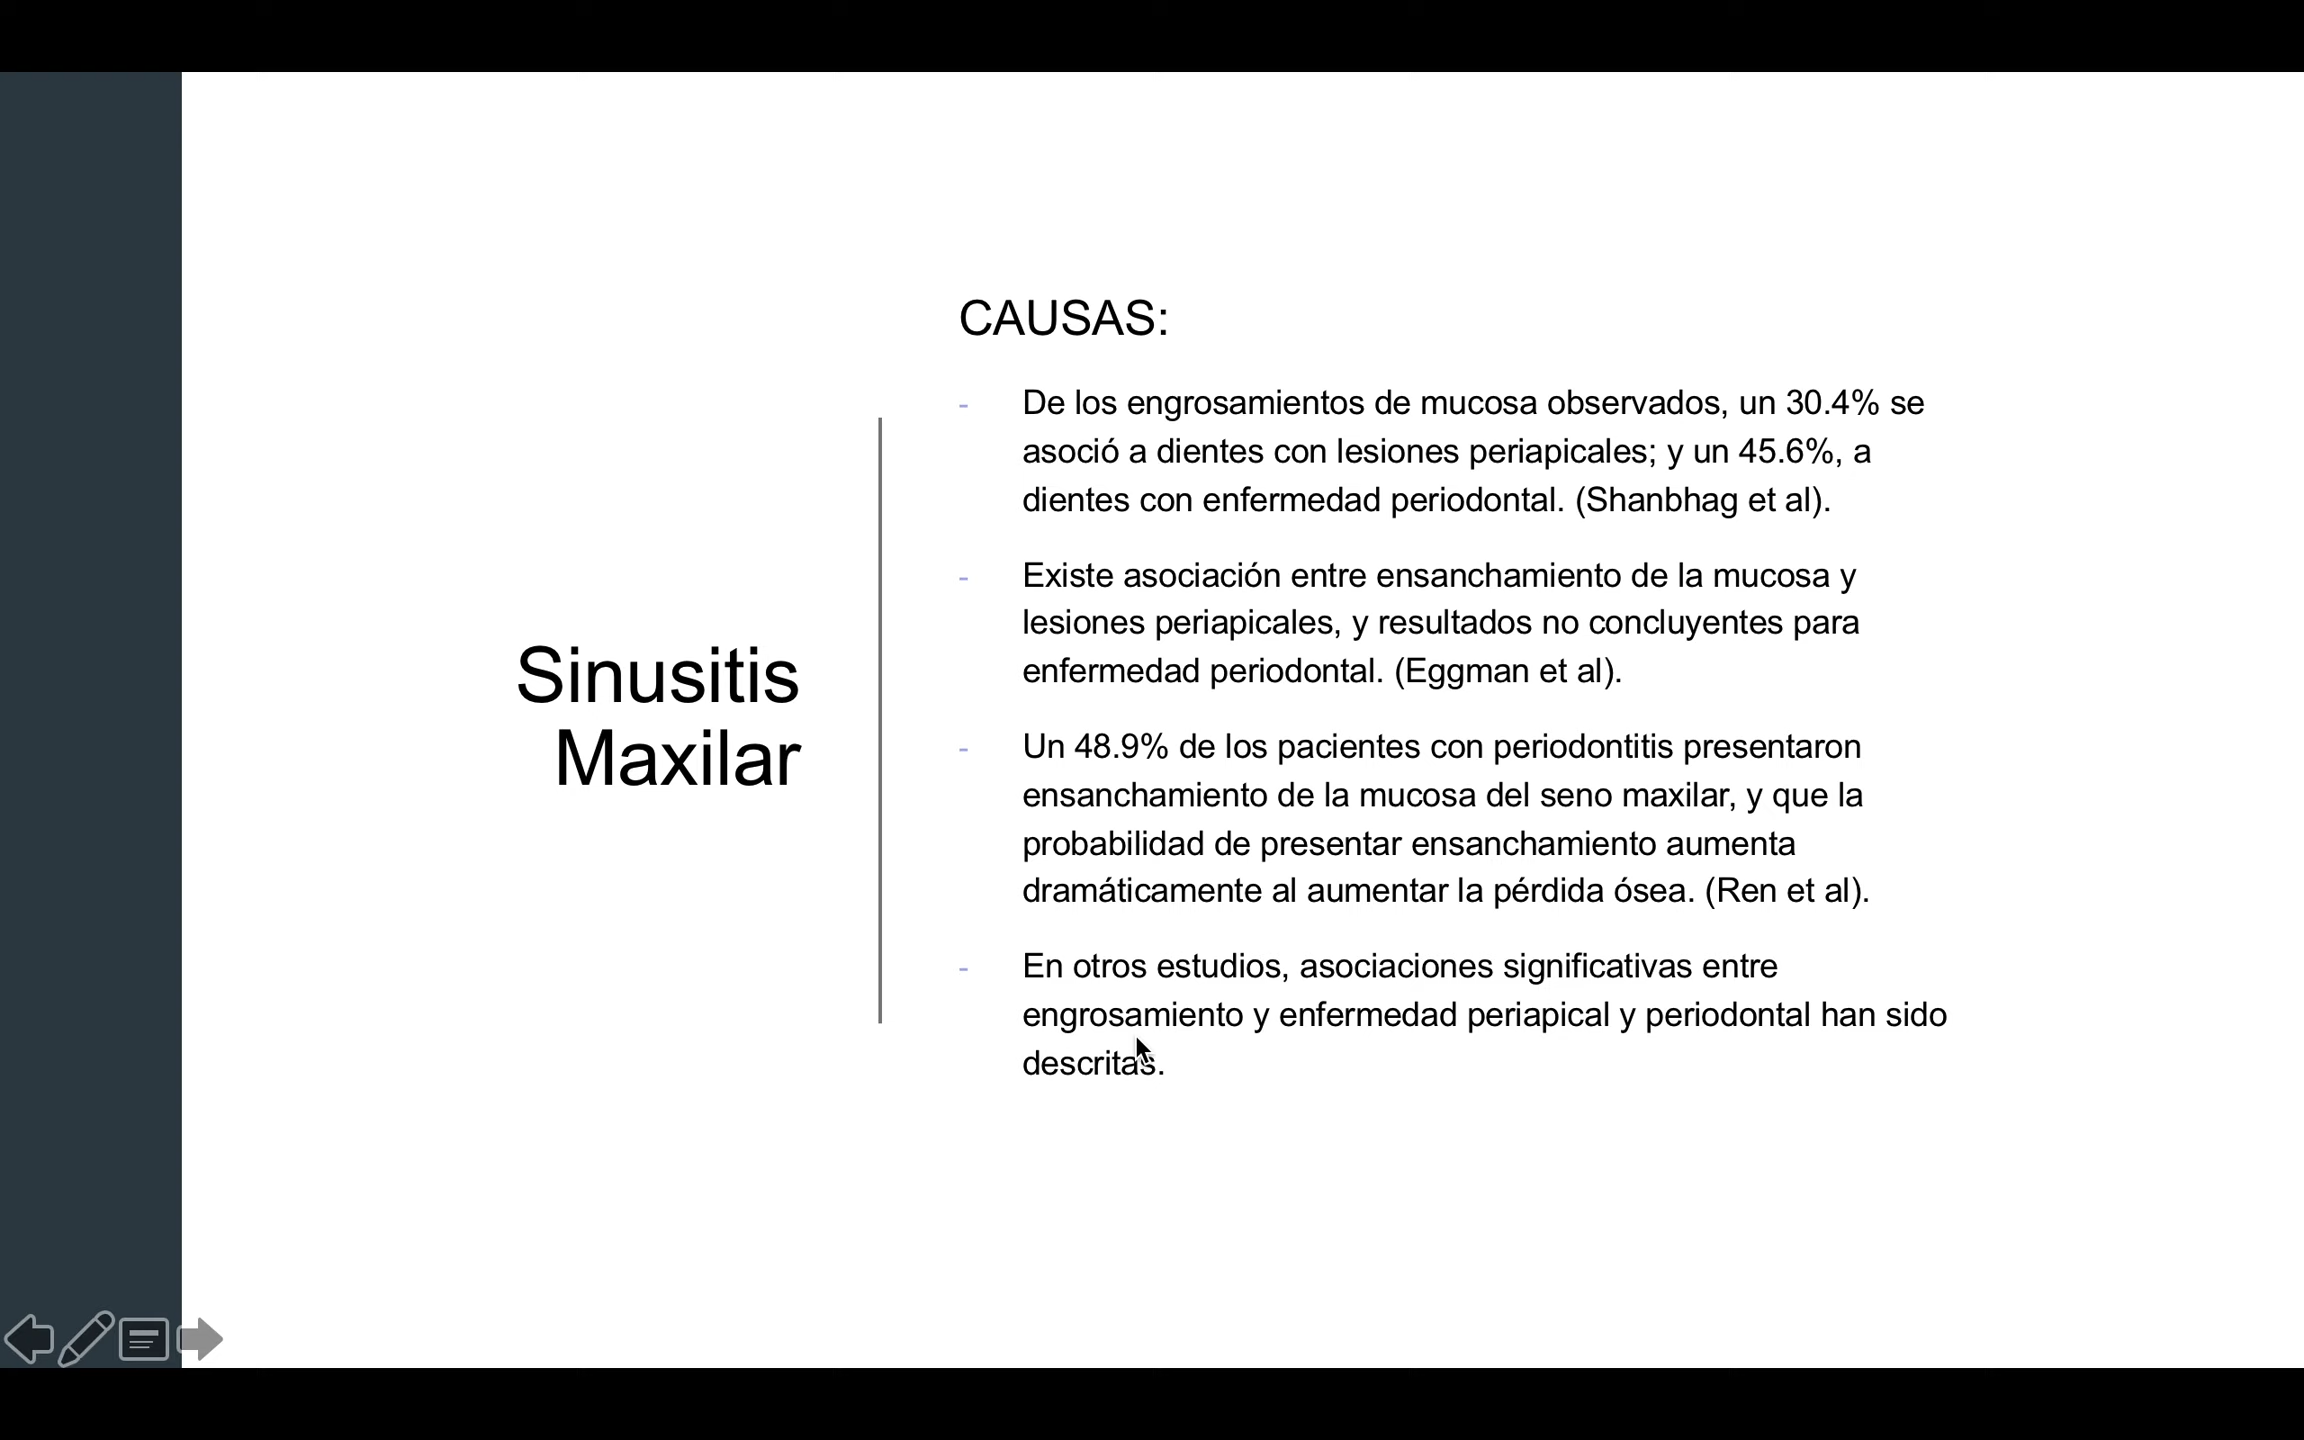 Sinusitis
Maxilar
CAUSAS:
- De los engrosamientos de mucosa observados, un 30.4% se
asoció a dientes con lesiones periapicales; y un 45.6%, a
dientes con enfermedad periodontal. (Shanbhag et al).
- Existe asociación entre ensanchamiento de la mucosa y
lesiones periapicales, y resultados no concluyentes para
enfermedad periodontal. (Eggman et al).
- Un 48.9% de los pacientes con periodontitis presentaron
ensanchamiento de la mucosa del seno maxilar, y que la
probabilidad de presentar ensanchamiento aumenta
dramáticamente al aumentar la pérdida ósea. (Ren et al).
- En otros estudios, asociaciones significativas entre
engrosamiento y enfermedad periapical y periodontal han sido
descritas.